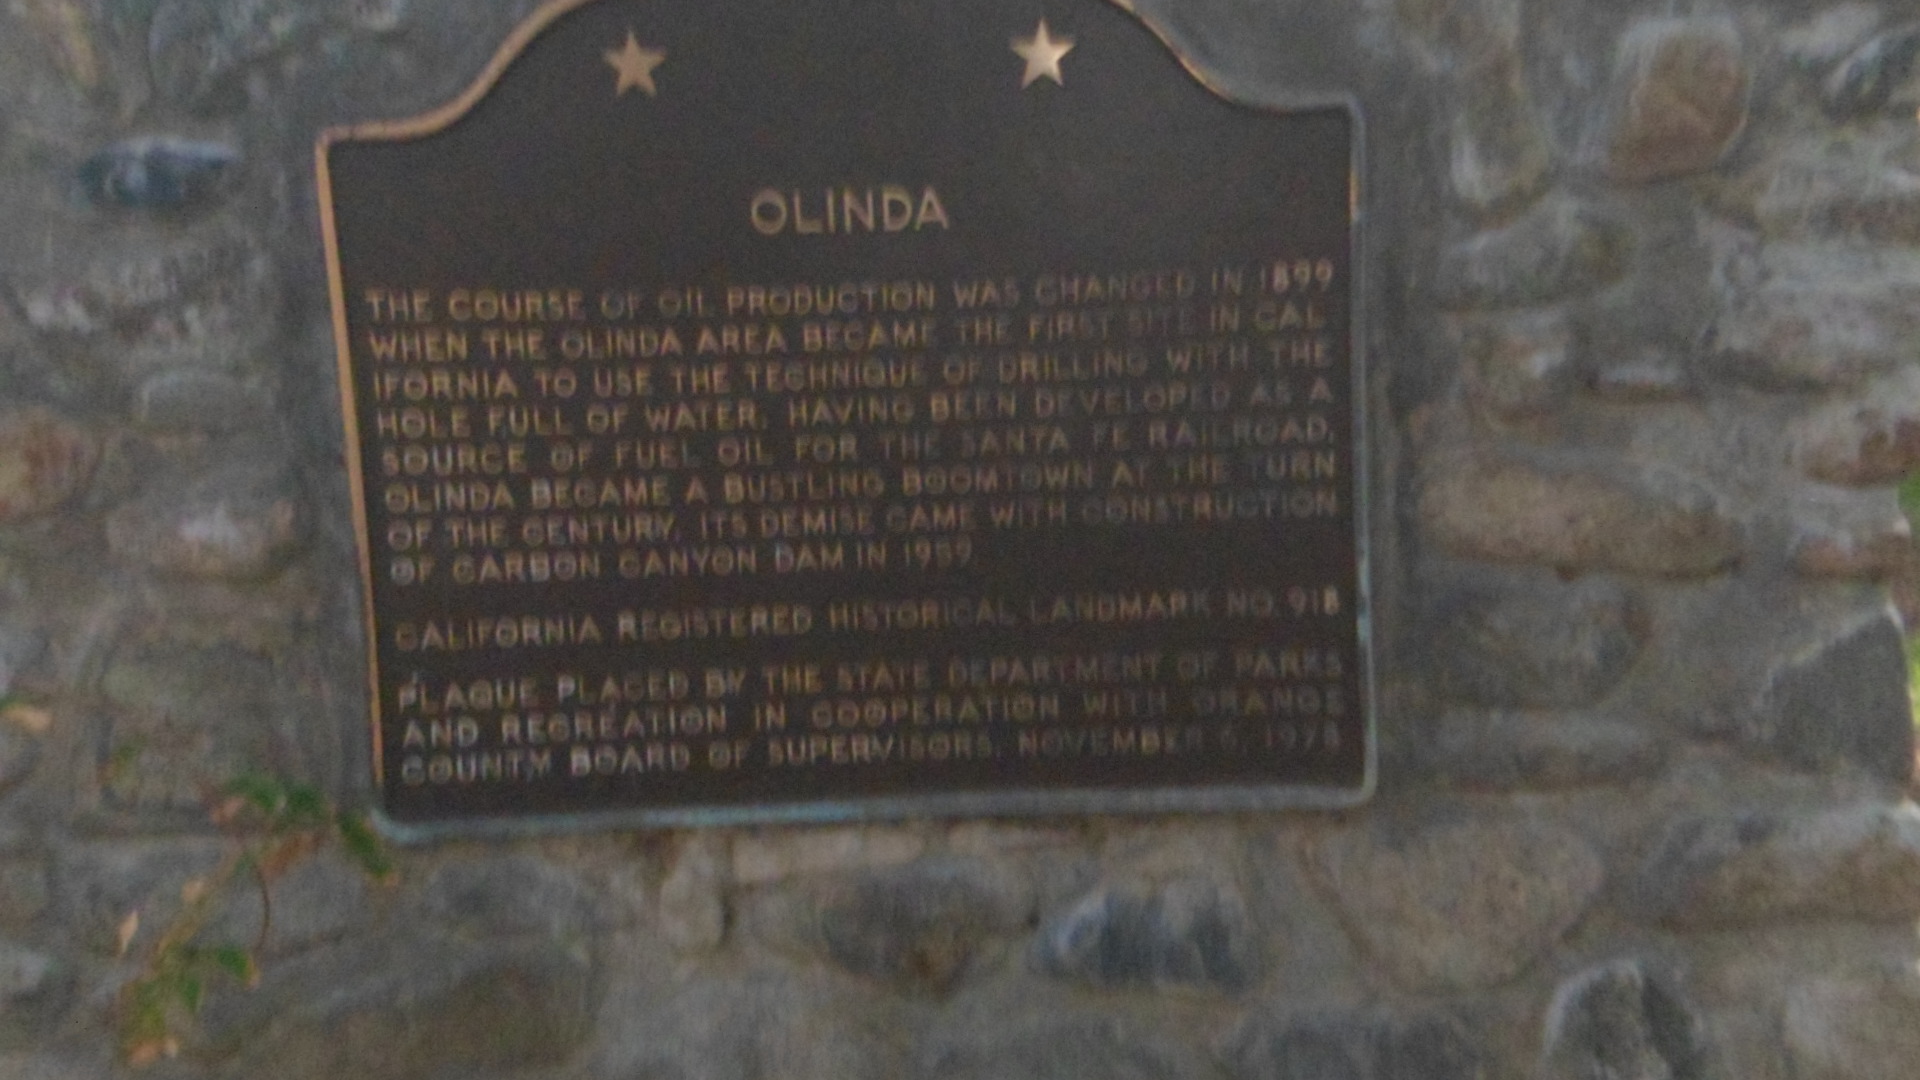 OLINDA
THE COURSE OF OIL PRODUCTION WAS CHANGED IN 1899
WHEN THE OLINDA AREA BECAME THE FIRST SITE IN CAL
IFORNIA TO USE THE TECHNIQUE OF DRILLING WITH THE
HOLE FULL OF WATER. HAVING BEEN DEVELOPED AS A
SOURCE OF FUEL OIL FOR THE SANTA FE RAILROAD,
OLINDA BECAME A BUSTLING BOOMTOWN AT THE TURN
OF THE CENTURY. ITS DEMISE CAME WITH CONSTRUCTION
OF CARBON CANYON DAM IN 1959
CALIFORNIA REGISTERED HISTORICAL LANDMARK NO. 918
PLAQUE PLACED BY THE STATE DEPARTMENT OF PARKS
AND RECREATION IN COOPERATION WITH ORANGE
COUNTY BOARD OF SUPERVISORS, NOVEMBER 6, 1978